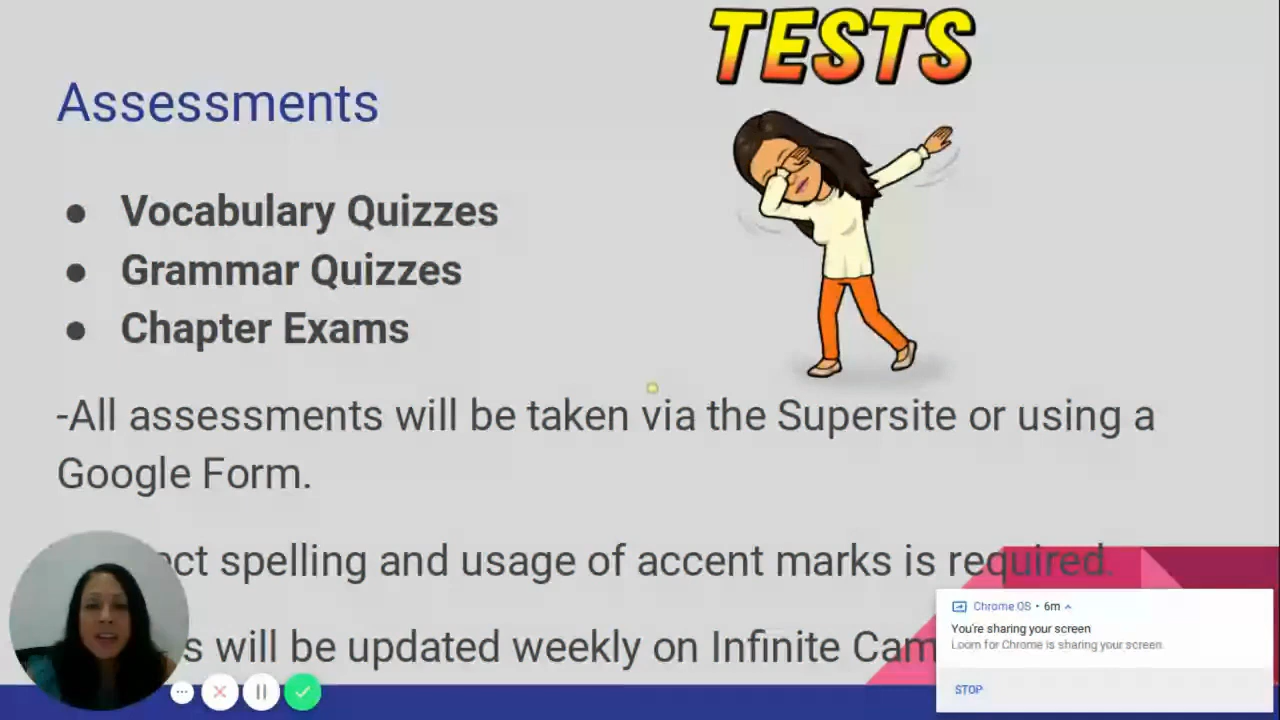 TESTS
Assessments
● Vocabulary Quizzes
● Grammar Quizzes
● Chapter Exams
-All assessments will be taken via the Supersite or using a
Google Form.
spelling and usage of accent marks is required.
will be updated weekly on Infinite
Chrome OS • 6m
You're sharing your screen
Loom for Chrome is sharing your screen.
STOP